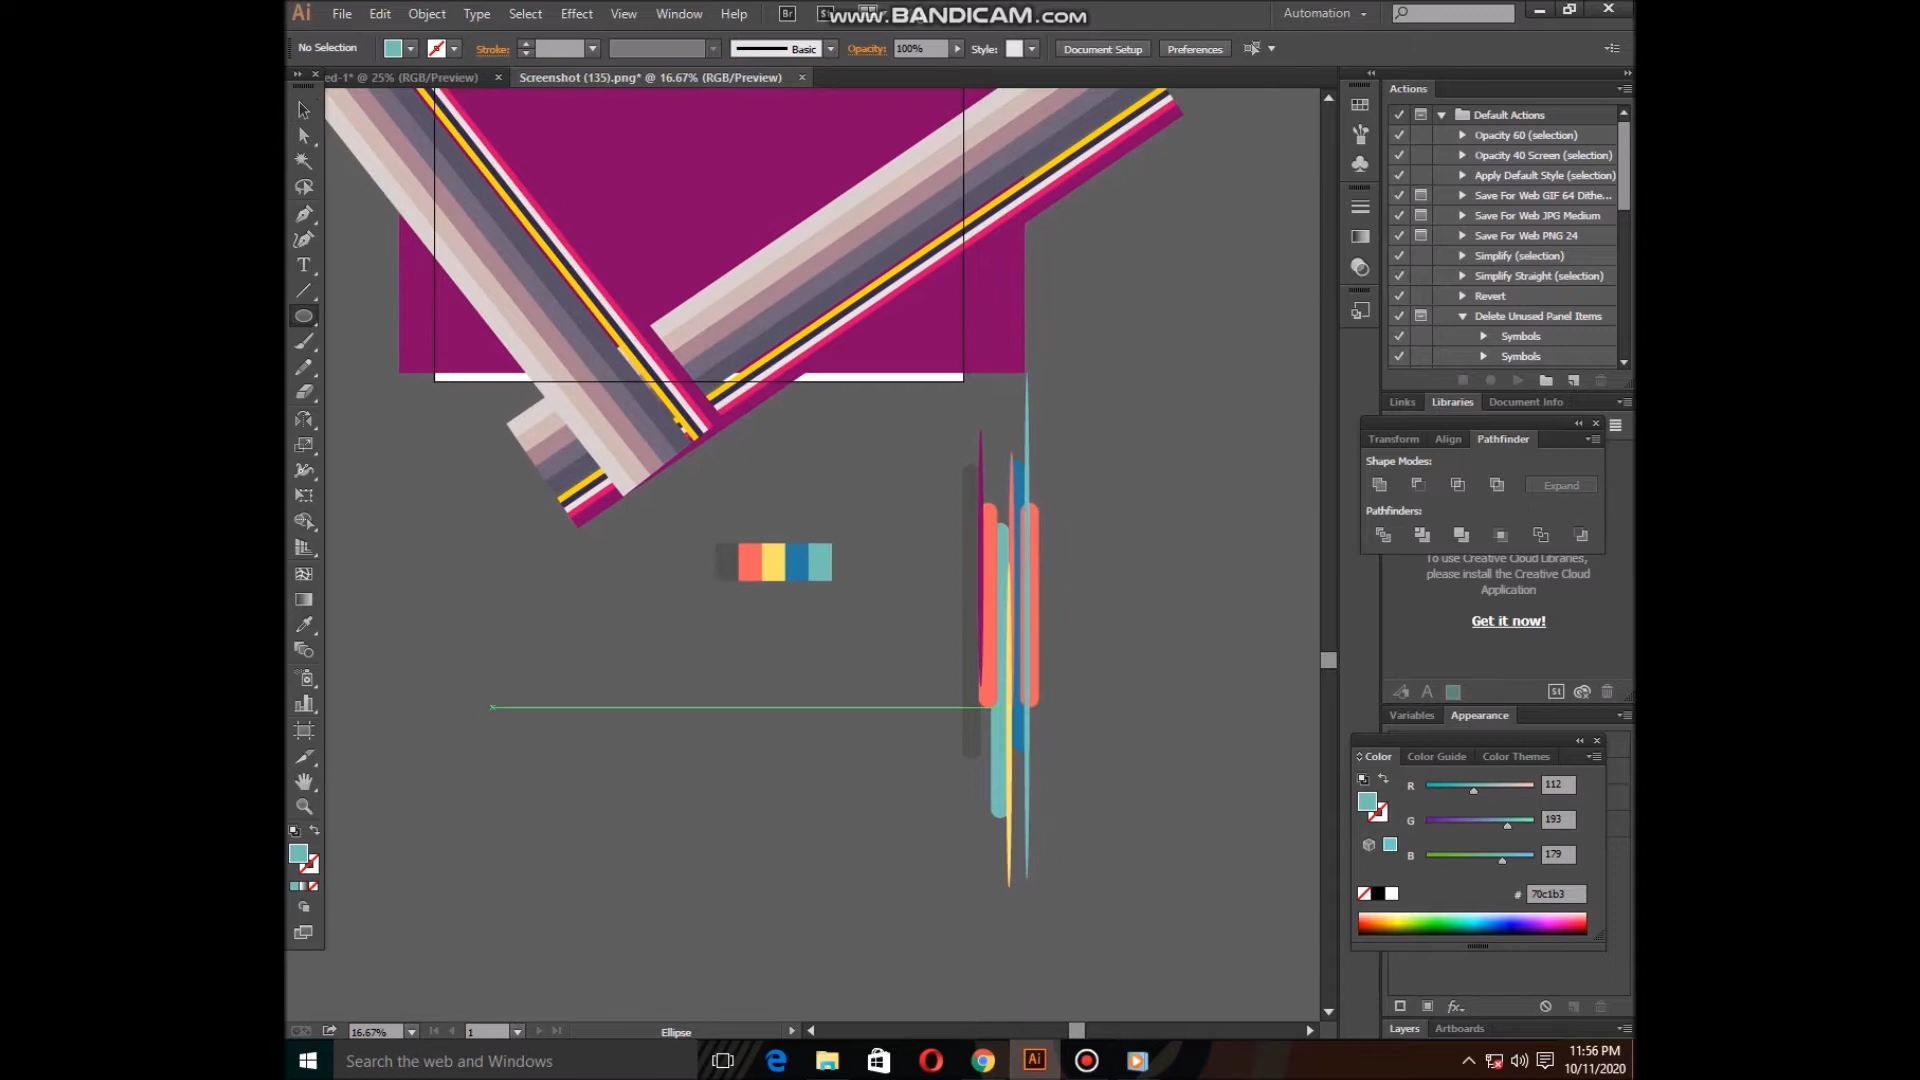 Ai File Edit Object Type Select Effect View Window Help Br St www.BANDICAM.com Automation
No Selection Stroke: Basic Opacity: 100% Style: Document Setup Preferences
ed-1* @ 25% (RGB/Preview) Screenshot (135).png* @ 16.67% (RGB/Preview)
Actions
Default Actions
Opacity 60 (selection)
Opacity 40 Screen (selection)
Apply Default Style (selection)
Save For Web GIF 64 Dithe...
Save For Web JPG Medium
Save For Web PNG 24
Simplify (selection)
Simplify Straight (selection)
Revert
Delete Unused Panel Items
Symbols
Symbols
Links Libraries Document Info
Transform Align Pathfinder
Shape Modes:
Expand
Pathfinders:
To use Creative Cloud Libraries,
please install the Creative Cloud
Application
Get it now!
St
Variables Appearance
Color Color Guide Color Themes
R 112
G 193
B 179
# 70c1b3
fx
Layers Artboards
16.67% 1 Ellipse
Search the web and Windows Ai 11:56 PM
10/11/2020